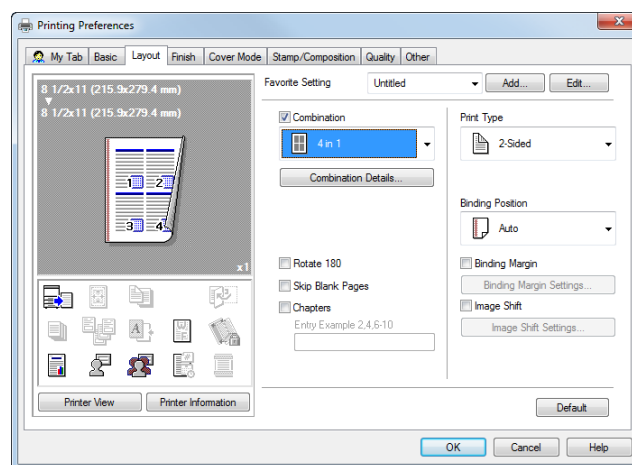 Printing Preferences
My Tab Basic Layout Finish Cover Mode Stamp/Composition Quality Other
8 1/2x11 (215.9x279.4 mm)
8 1/2x11 (215.9x279.4 mm)
1 2
3 4
x1
Printer View Printer Information
Favorite Setting Untitled Add... Edit...
Combination
4 in 1
Combination Details...
Rotate 180
Skip Blank Pages
Chapters
Entry Example 2,4,6-10
Print Type
2-Sided
Binding Position
Auto
Binding Margin
Binding Margin Settings...
Image Shift
Image Shift Settings...
Default
OK Cancel Help